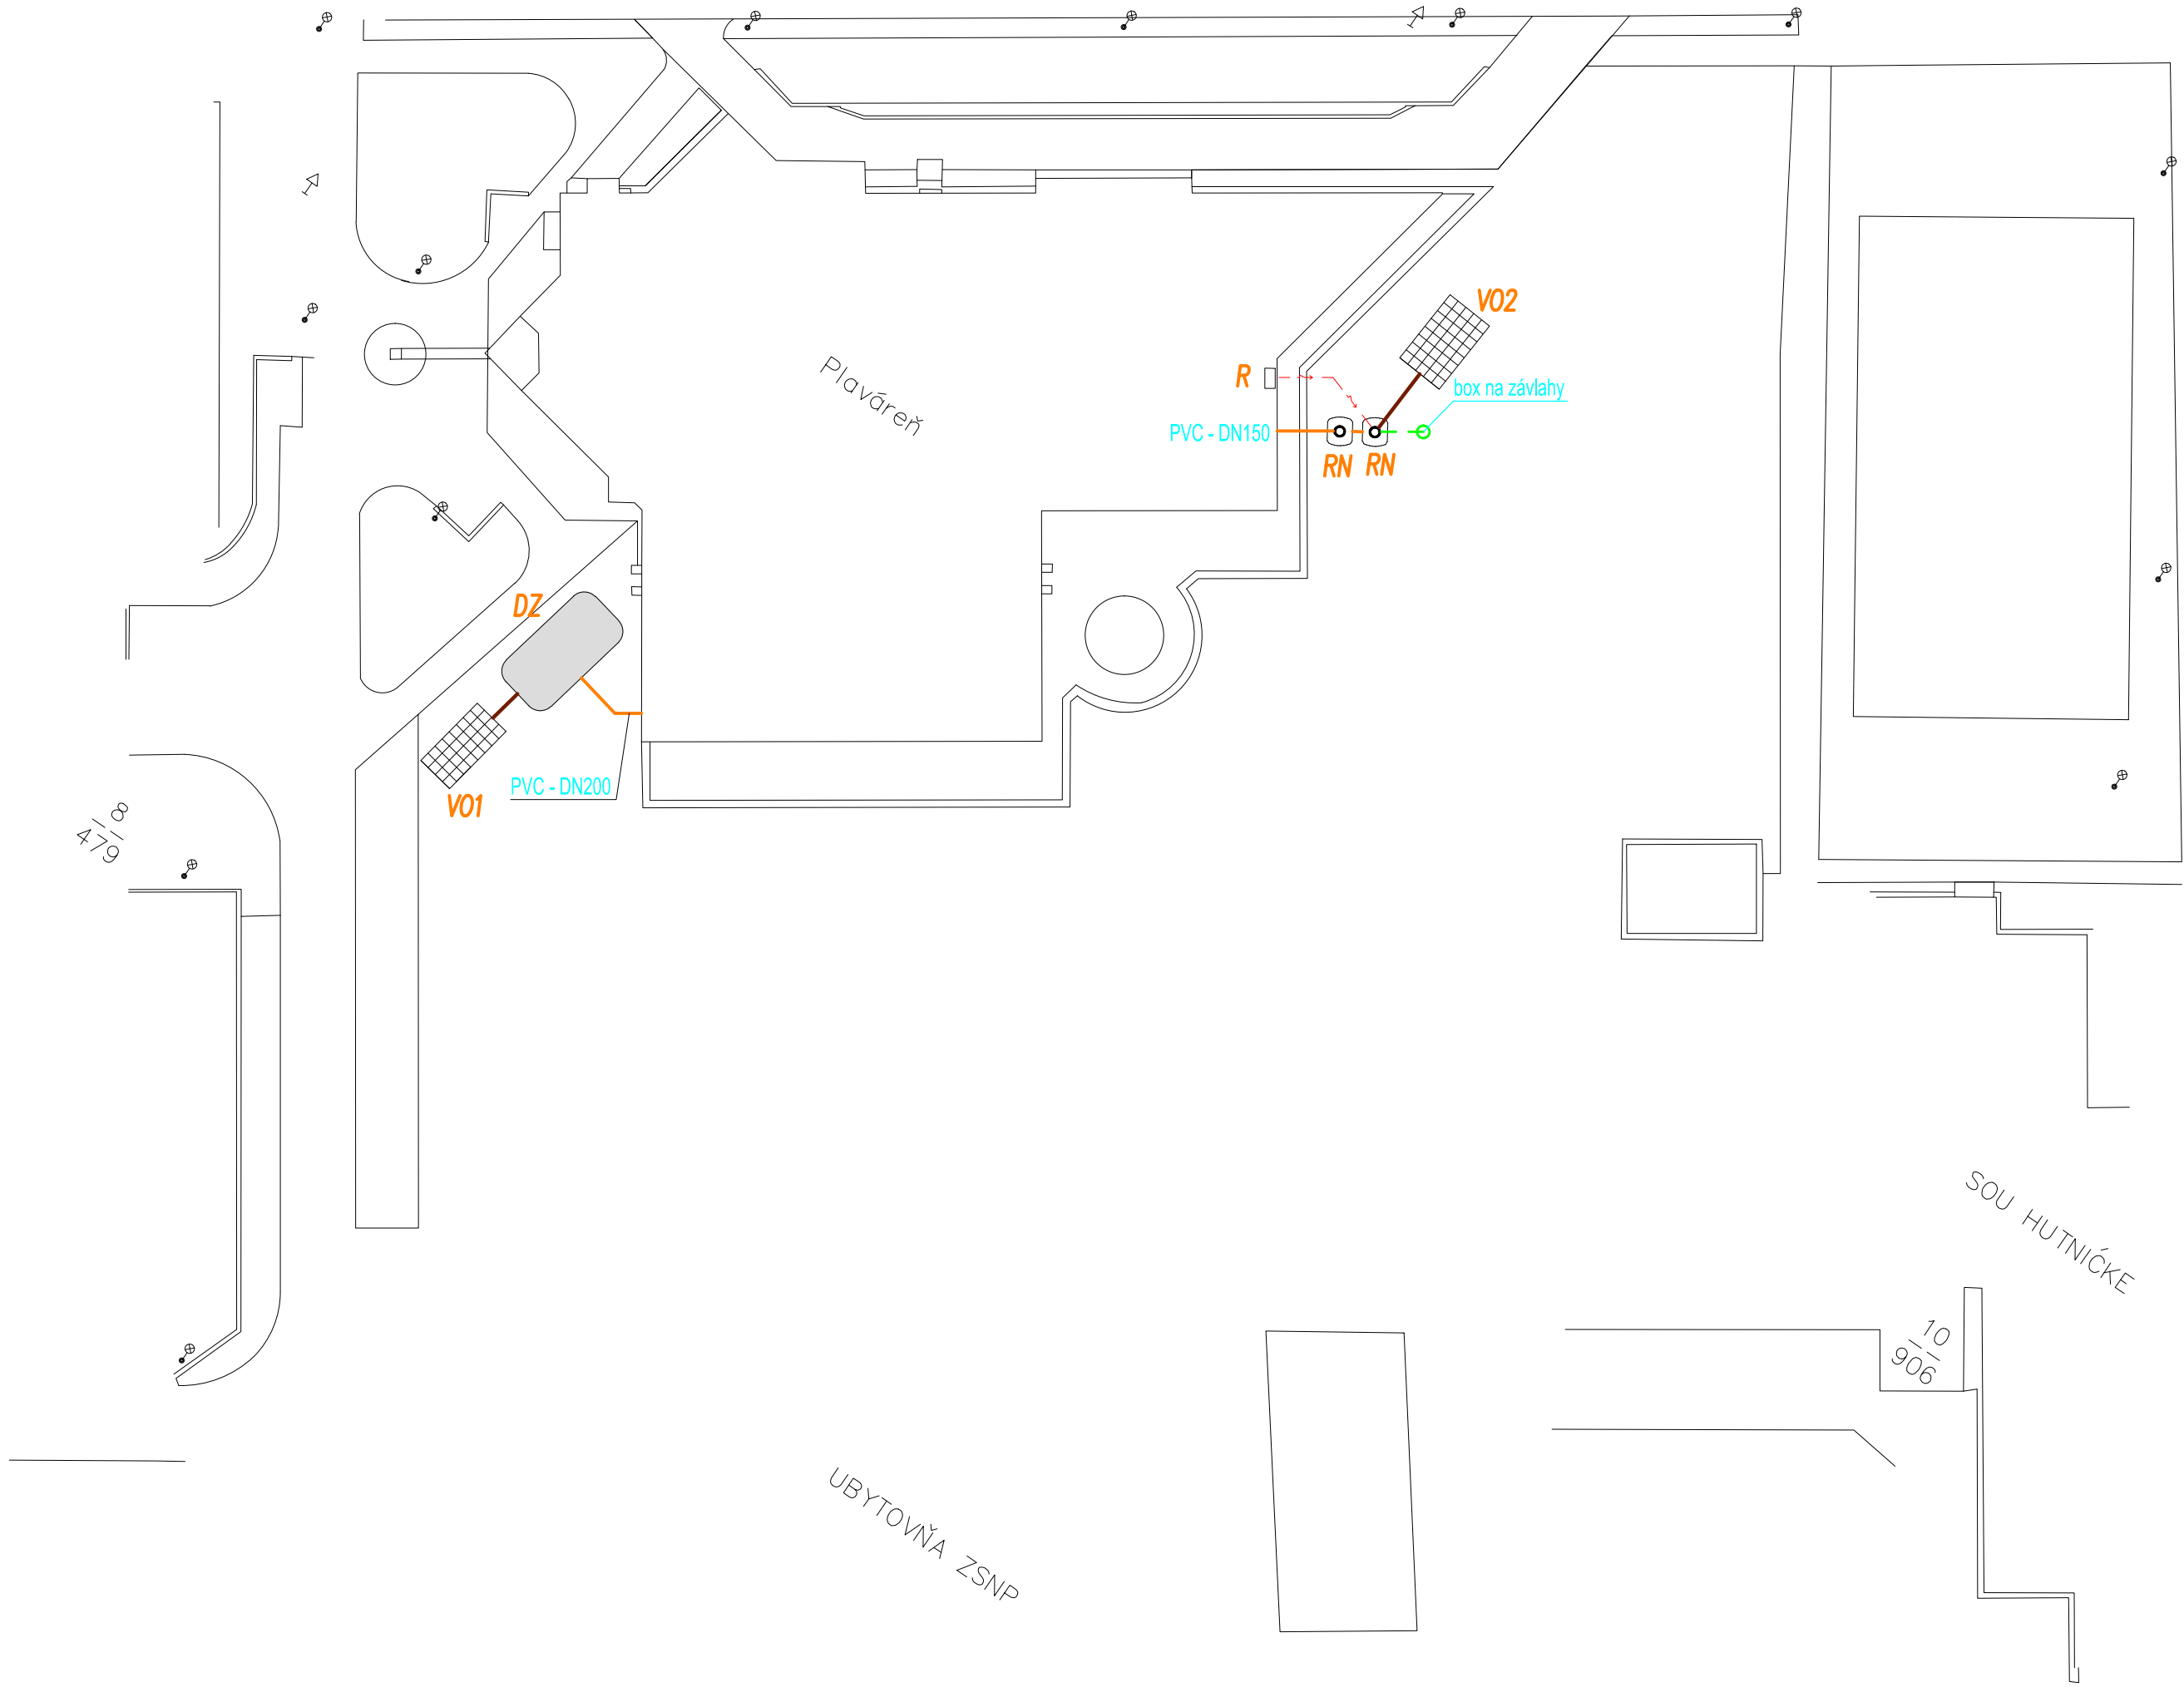 VO2
R
box na závlahy
Plaváreň
PVC - DN150
RN
RN
DZ
PVC - DN200
VO1
8
479
SOU HUTNÍCKE
10
906
UBYTOVŇA ZSNP